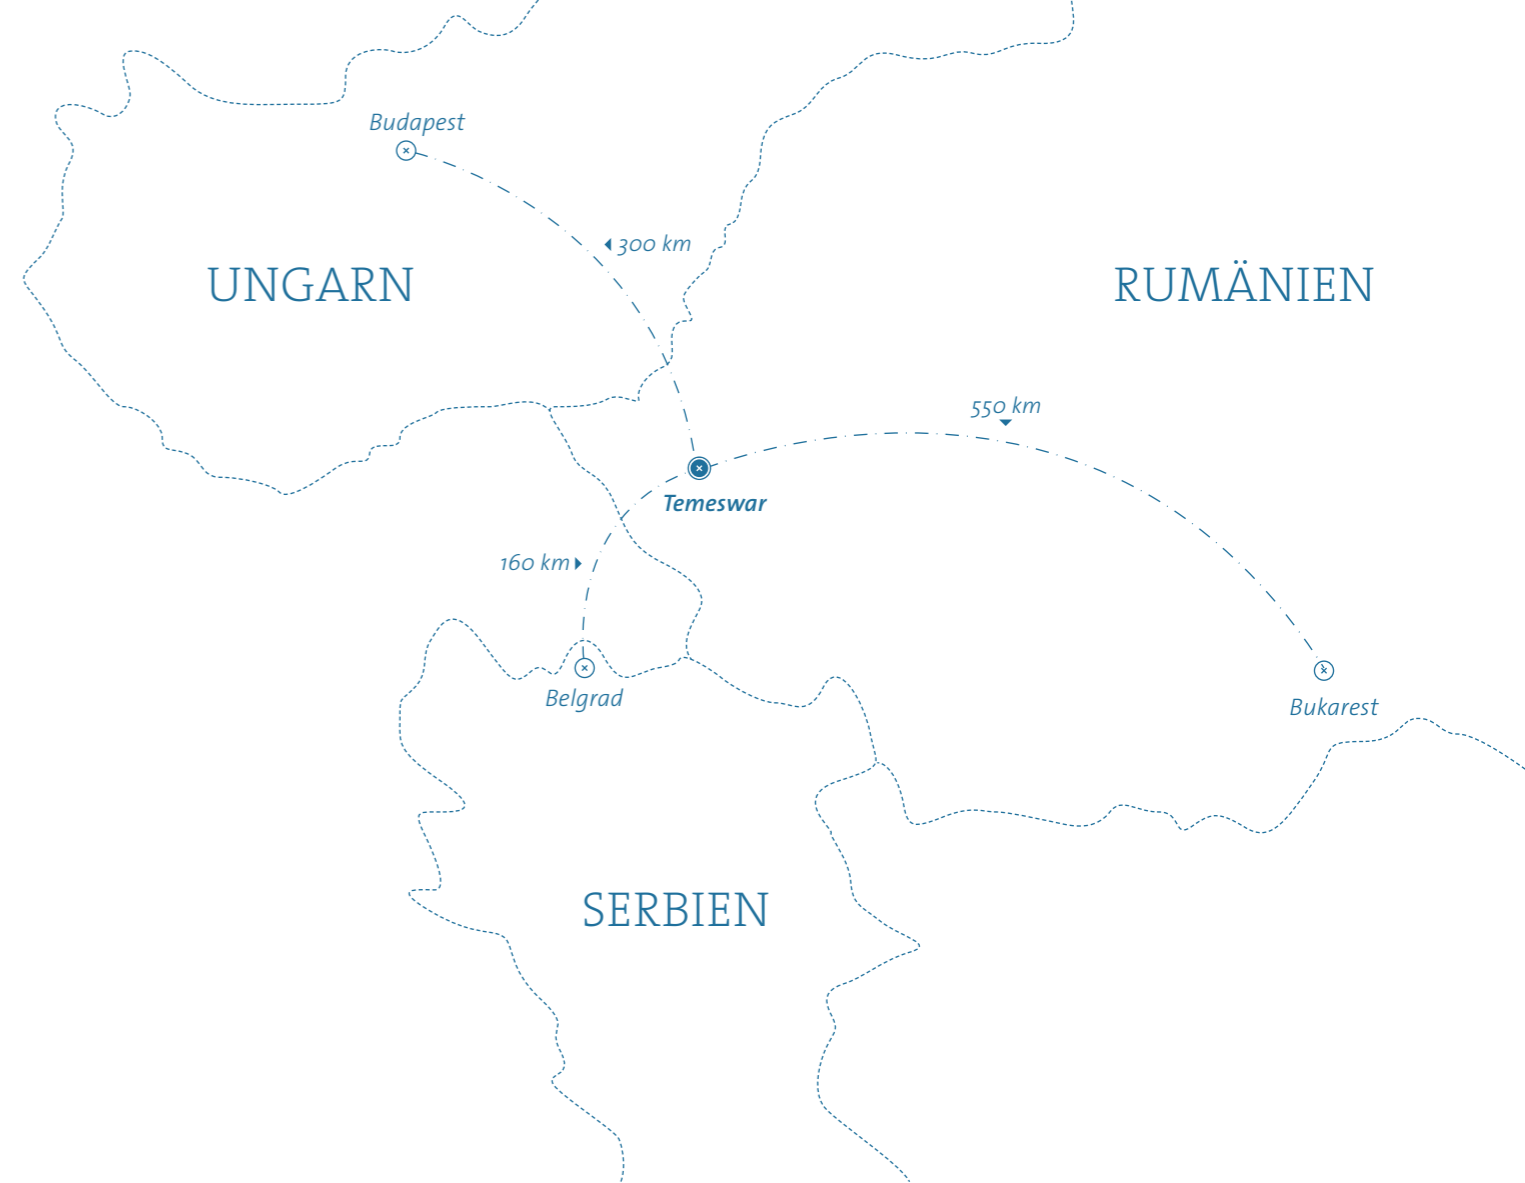 Budapest
300 km
UNGARN
RUMÄNIEN
550 km
Temeswar
160 km
Belgrad
Bukarest
SERBIEN